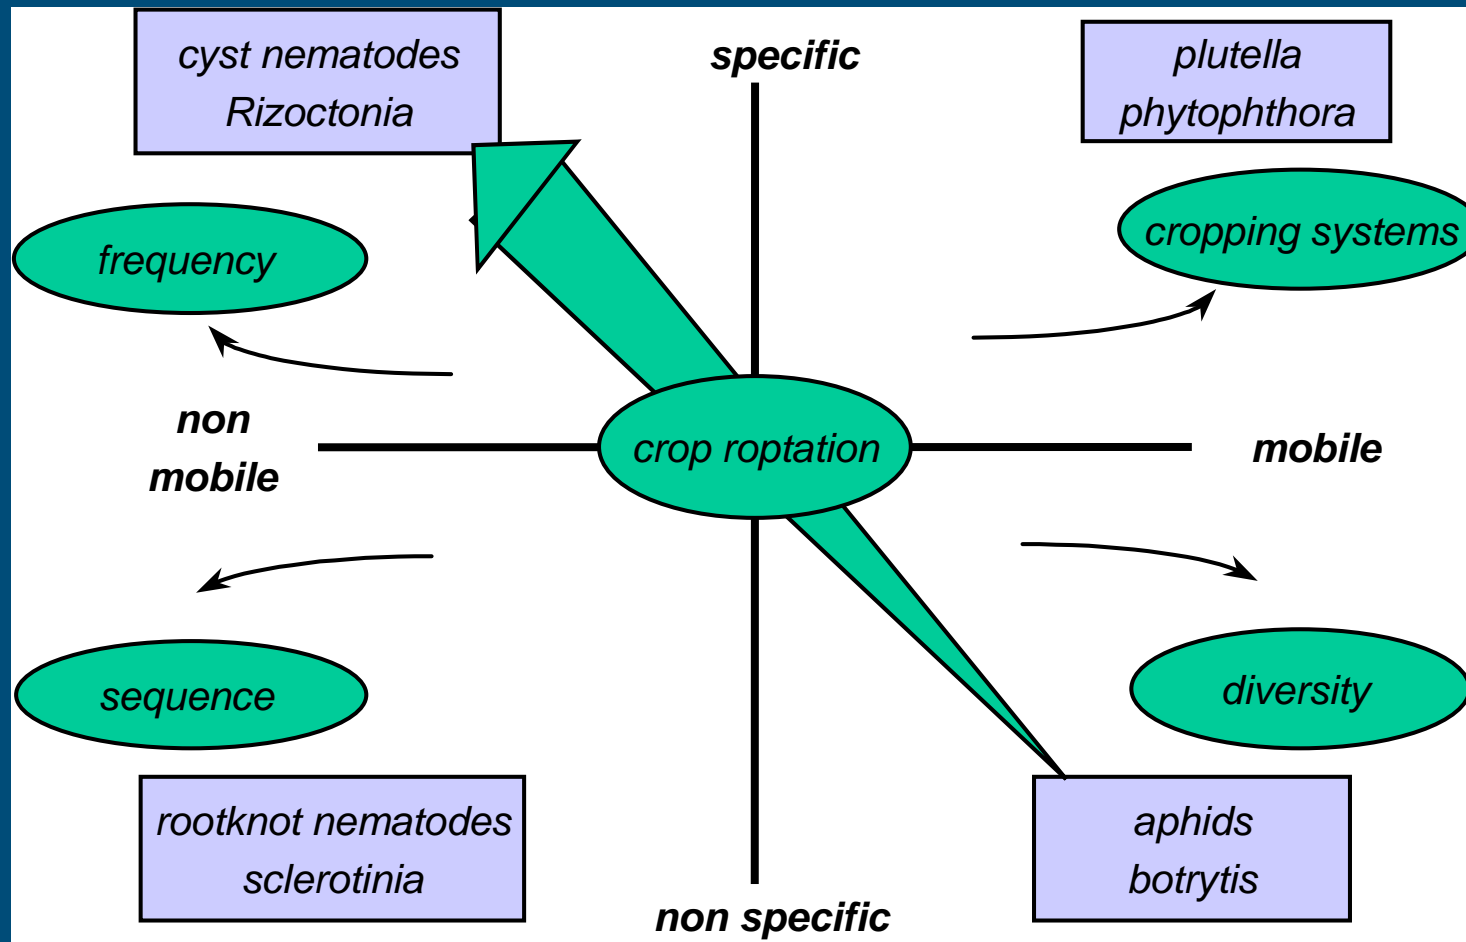 cyst nematodes
Rizoctonia
specific
plutella
phytophthora
frequency
cropping systems
non
mobile
crop roptation
mobile
sequence
diversity
rootknot nematodes
sclerotinia
aphids
botrytis
non specific